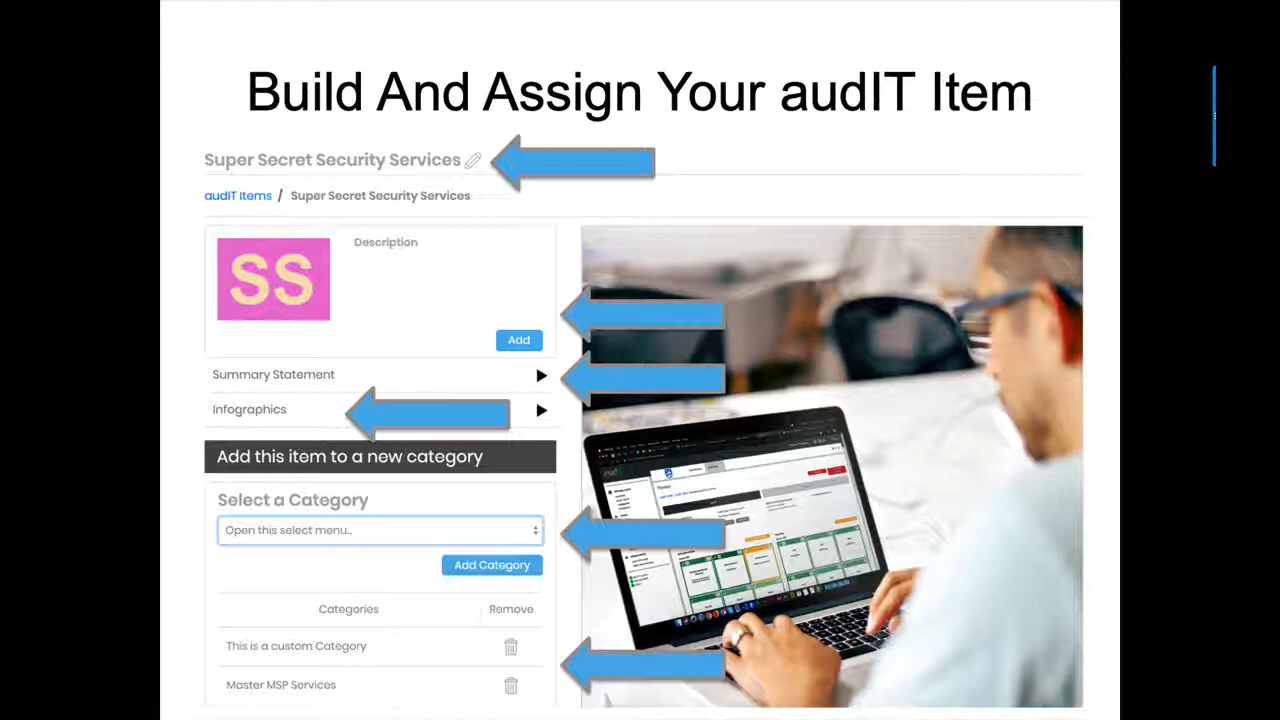 Build And Assign Your audIT Item
Super Secret Security Services
audIT Items / Super Secret Security Services
SS
Description
Add
Summary Statement
Infographics
Add this item to a new category
Select a Category
Open this select menu...
Add Category
Categories Remove
This is a custom Category
Master MSP Services